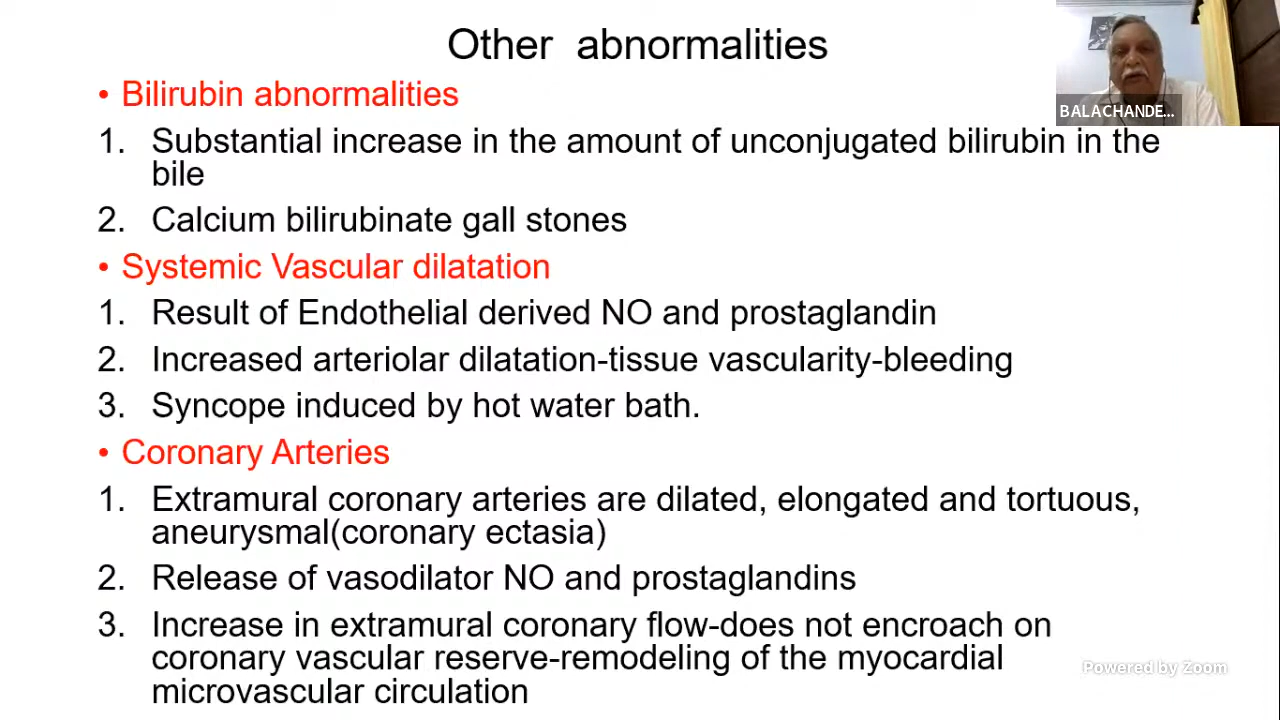 Other abnormalities
• Bilirubin abnormalities
BALACHANDE...
1. Substantial increase in the amount of unconjugated bilirubin in the
bile
2. Calcium bilirubinate gall stones
• Systemic Vascular dilatation
1. Result of Endothelial derived NO and prostaglandin
2. Increased arteriolar dilatation-tissue vascularity-bleeding
3. Syncope induced by hot water bath.
• Coronary Arteries
1. Extramural coronary arteries are dilated, elongated and tortuous,
aneurysmal(coronary ectasia)
2. Release of vasodilator NO and prostaglandins
3. Increase in extramural coronary flow-does not encroach on
coronary vascular reserve-remodeling of the myocardial
microvascular circulation
Powered by Zoom